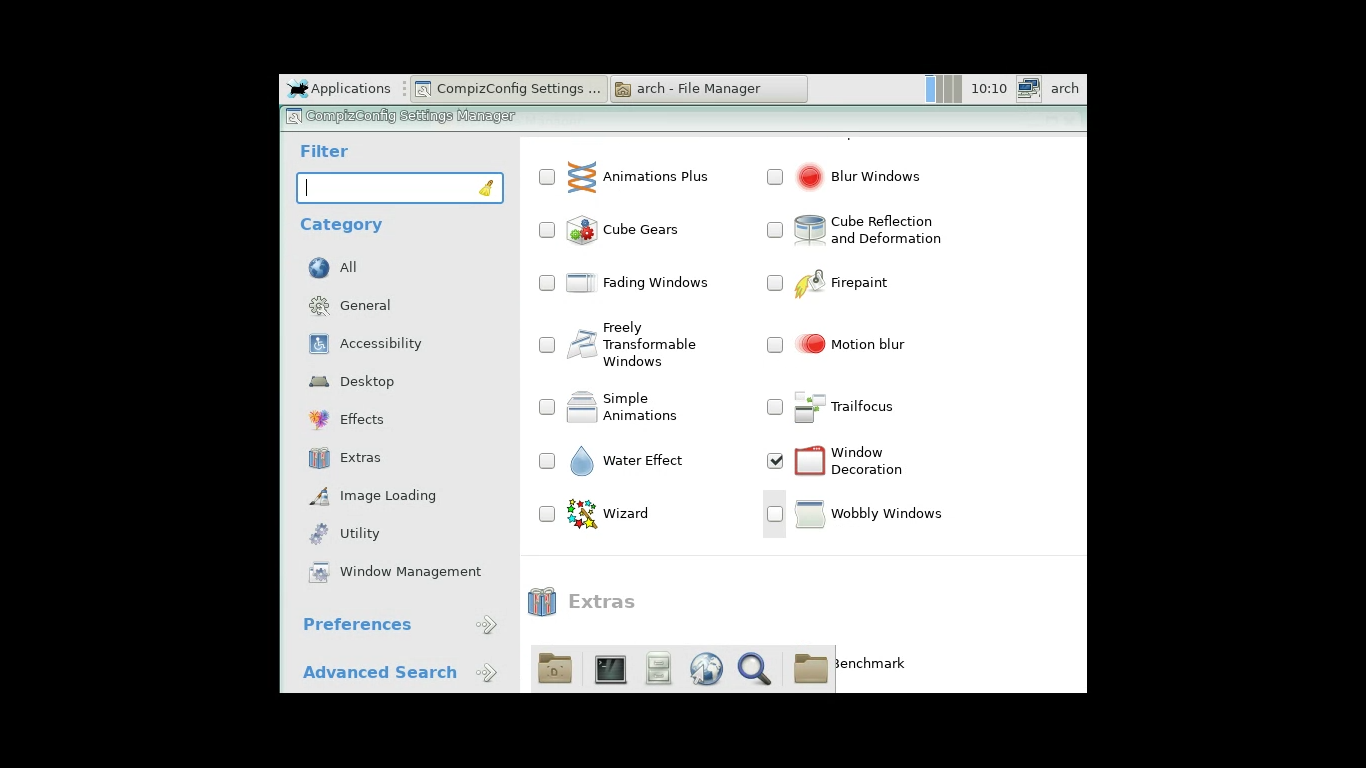 Applications
CompizConfig Settings ...
arch - File Manager
10:10
arch
CompizConfig Settings Manager
Filter
Category
All
General
Accessibility
Desktop
Effects
Extras
Image Loading
Utility
Window Management
Preferences
Advanced Search
Animations Plus
Blur Windows
Cube Gears
Cube Reflection
and Deformation
Fading Windows
Firepaint
Freely
Transformable
Windows
Motion blur
Simple
Animations
Trailfocus
Water Effect
Window
Decoration
Wizard
Wobbly Windows
Extras
Benchmark